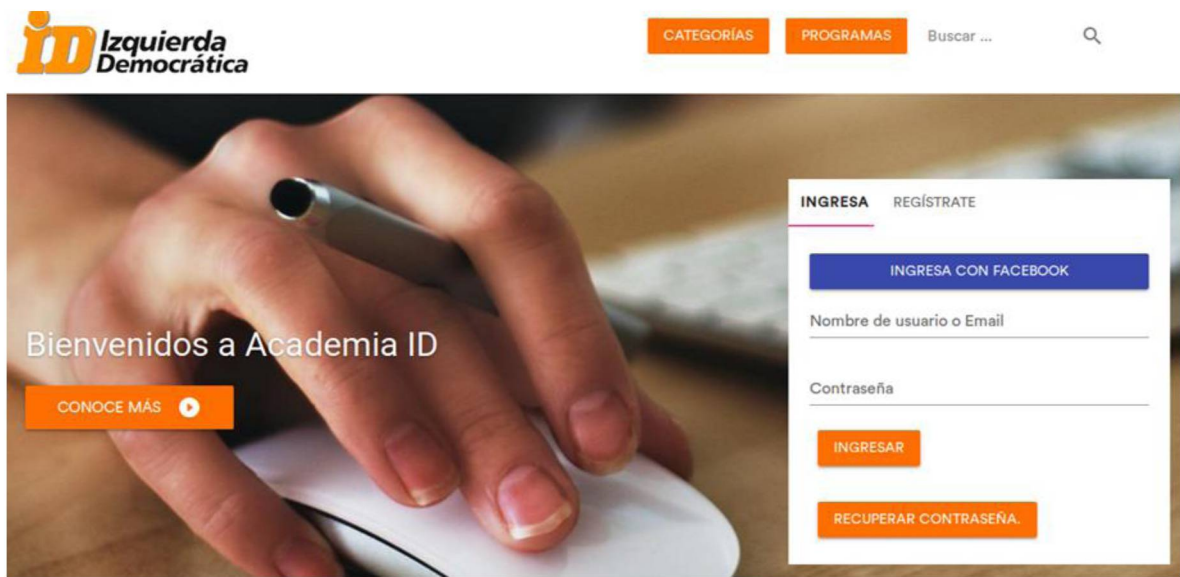 iD Izquierda
Democrática
CATEGORÍAS
PROGRAMAS
Buscar ...
INGRESA
REGÍSTRATE
INGRESA CON FACEBOOK
Nombre de usuario o Email
Bienvenidos a Academia ID
Contraseña
CONOCE MÁS
INGRESAR
RECUPERAR CONTRASEÑA.